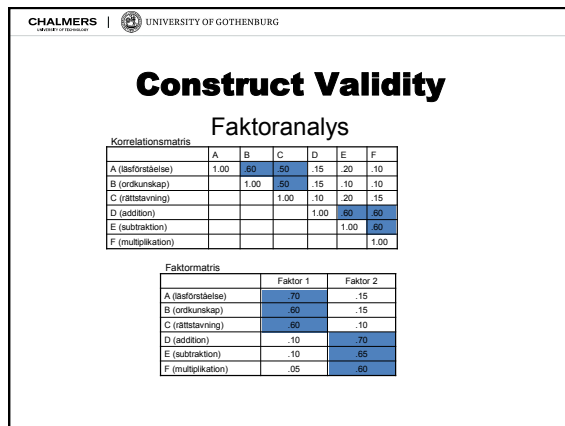 CHALMERS | UNIVERSITY OF GOTHENBURG
UNIVERSITY OF TECHNOLOGY
Construct Validity
Faktoranalys
Korrelationsmatris
A B C D E F
A (läsförståelse) 1.00 .60 .50 .15 .20 .10
B (ordkunskap) 1.00 .50 .15 .10 .10
C (rättstavning) 1.00 .10 .20 .15
D (addition) 1.00 .60 .60
E (subtraktion) 1.00 .60
F (multiplikation) 1.00
Faktormatris
Faktor 1 Faktor 2
A (läsförståelse) .70 .15
B (ordkunskap) .60 .15
C (rättstavning) .60 .10
D (addition) .10 .70
E (subtraktion) .10 .65
F (multiplikation) .05 .60